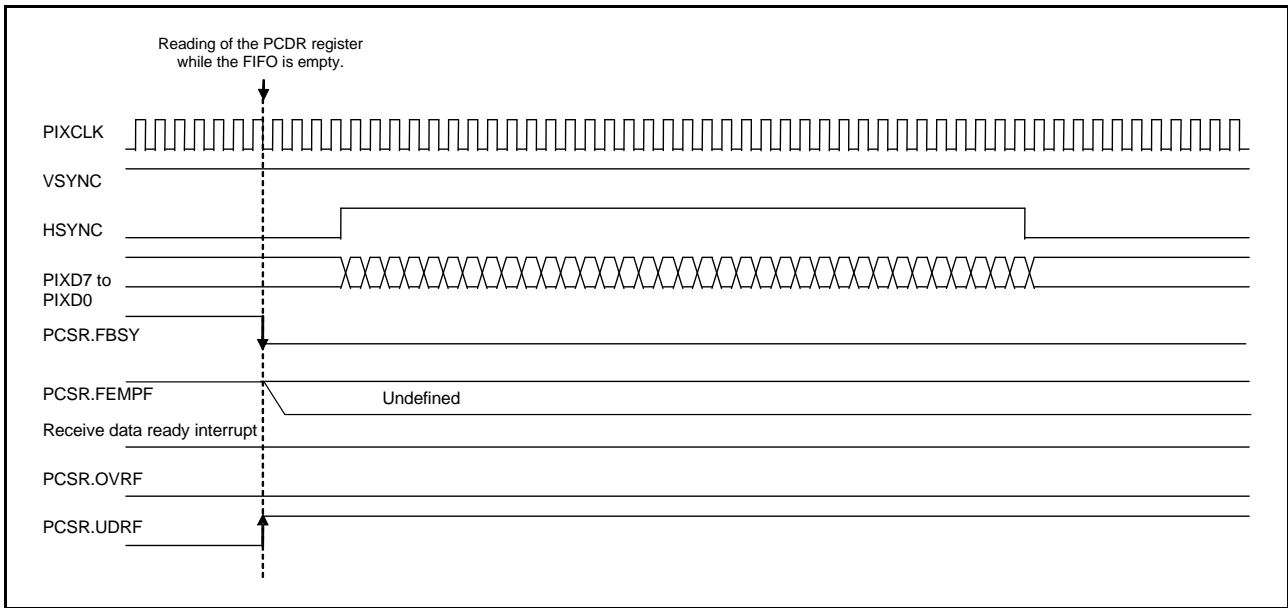 Reading of the PCDR register
while the FIFO is empty.
PIXCLK
VSYNC
HSYNC
PIXD7 to
PIXD0
PCSR.FBSY
PCSR.FEMPF
Undefined
Receive data ready interrupt
PCSR.OVRF
PCSR.UDRF